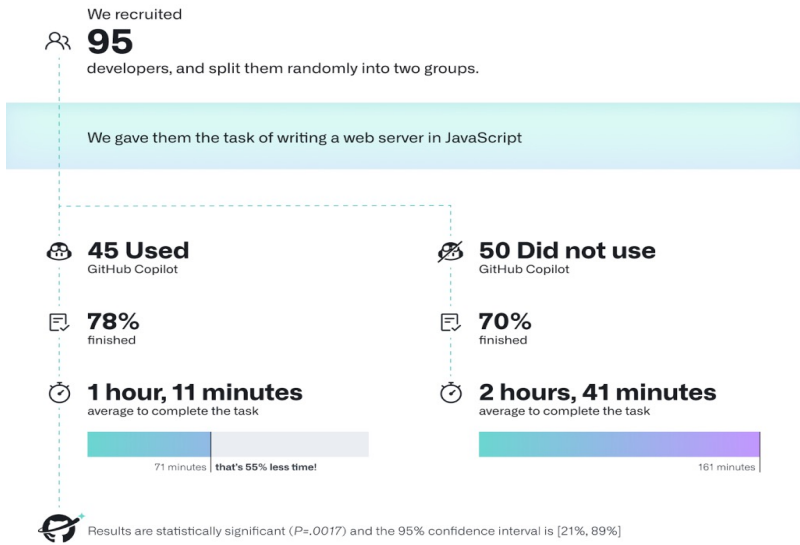 We recruited
95
developers, and split them randomly into two groups.
We gave them the task of writing a web server in JavaScript
45 Used
GitHub Copilot
78%
finished
1 hour, 11 minutes
average to complete the task
71 minutes
that's 55% less time!
50 Did not use
GitHub Copilot
70%
finished
2 hours, 41 minutes
average to complete the task
161 minutes
Results are statistically significant (P=.0017) and the 95% confidence interval is [21%, 89%]